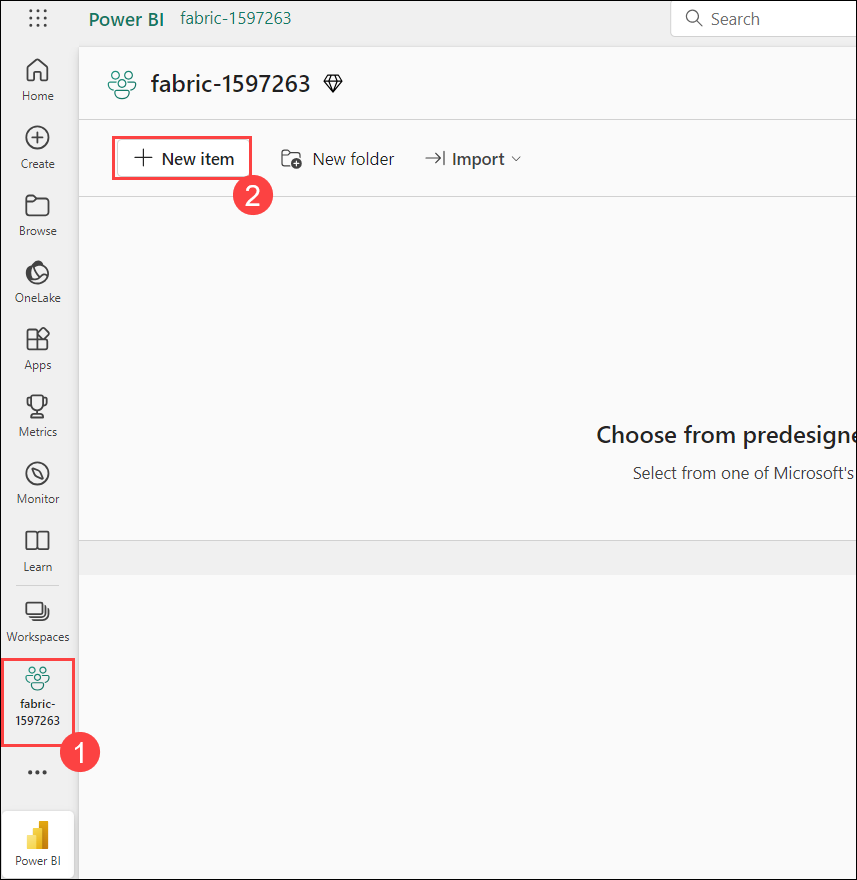 Power BI fabric-1597263
Search
Home
fabric-1597263
Create
New item
New folder
Import
2
Browse
OneLake
Apps
Metrics
Choose from predesigne
Select from one of Microsoft's
Monitor
Learn
Workspaces
fabric-
1597263
1
Power BI